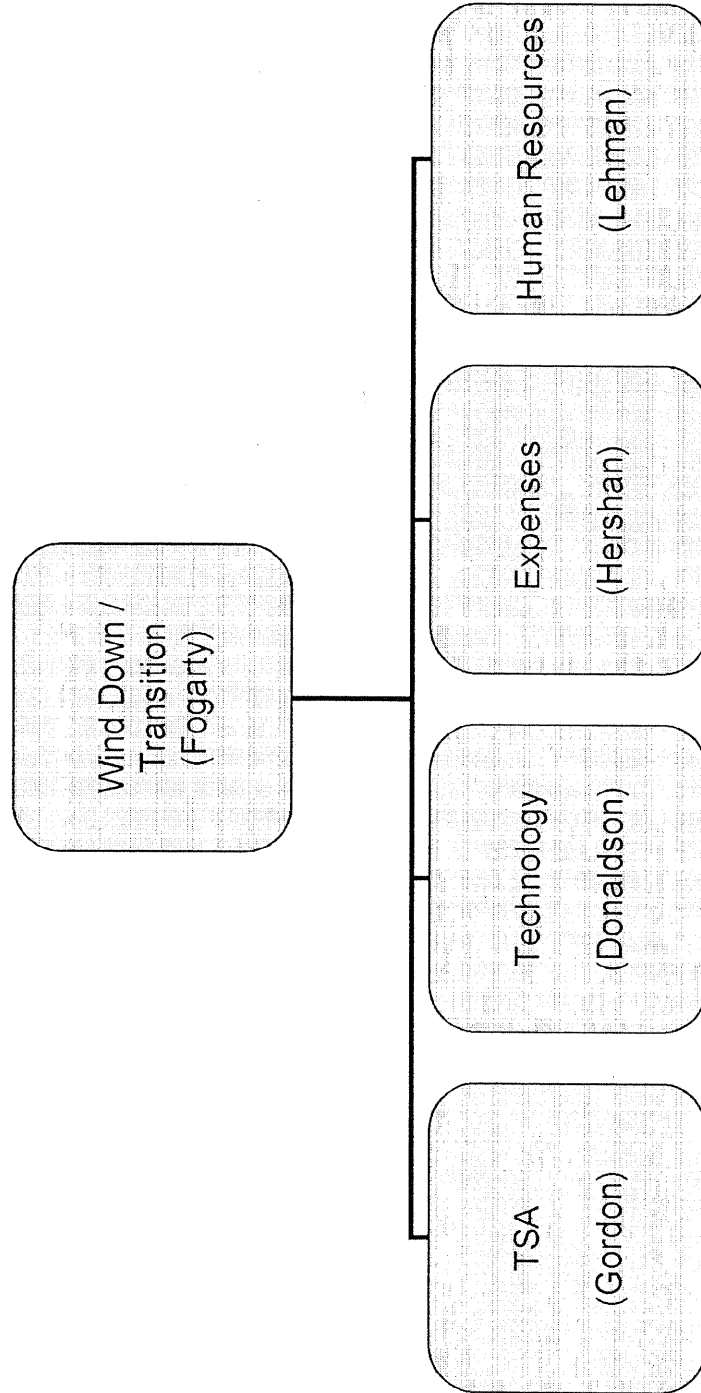 Wind Down /
Transition
(Fogarty)
TSA
(Gordon)
Technology
(Donaldson)
Expenses
(Hershan)
Human Resources
(Lehman)